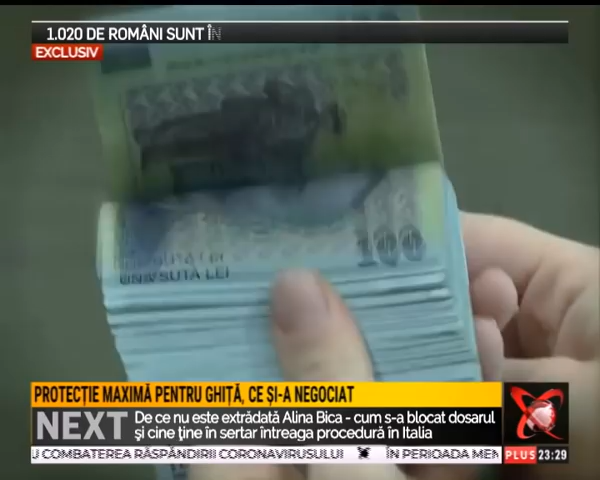 1.020 DE ROMÂNI SUNT ÎN
EXCLUSIV
100
UNA SUTĂ LEI
PROTECȚIE MAXIMĂ PENTRU GHIȚĂ, CE ȘI-A NEGOCIAT
NEXT
De ce nu este extrădată Alina Bica - cum s-a blocat dosarul
și cine ține în sertar întreaga procedură în Italia
U COMBATEREA RĂSPÂNDIRII CORONAVIRUSULUI ÎN PERIOADA MEN
PLUS 23:29